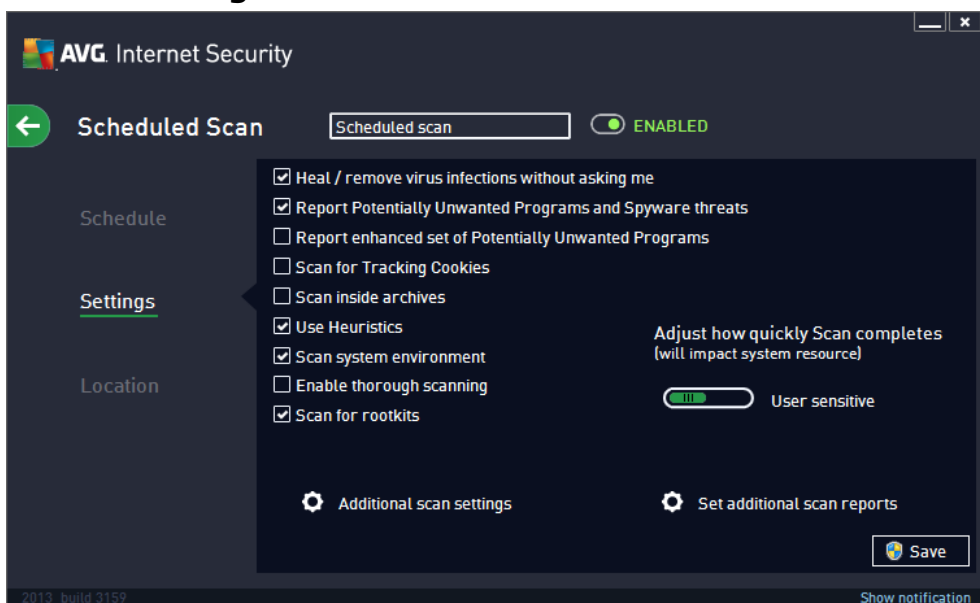 AVG. Internet Security
Scheduled Scan
Scheduled scan
ENABLED
Schedule
Settings
Location
Heal / remove virus infections without asking me
Report Potentially Unwanted Programs and Spyware threats
Report enhanced set of Potentially Unwanted Programs
Scan for Tracking Cookies
Scan inside archives
Use Heuristics
Scan system environment
Enable thorough scanning
Scan for rootkits
Adjust how quickly Scan completes
(will impact system resource)
User sensitive
Additional scan settings
Set additional scan reports
Save
2013 build 3159
Show notification